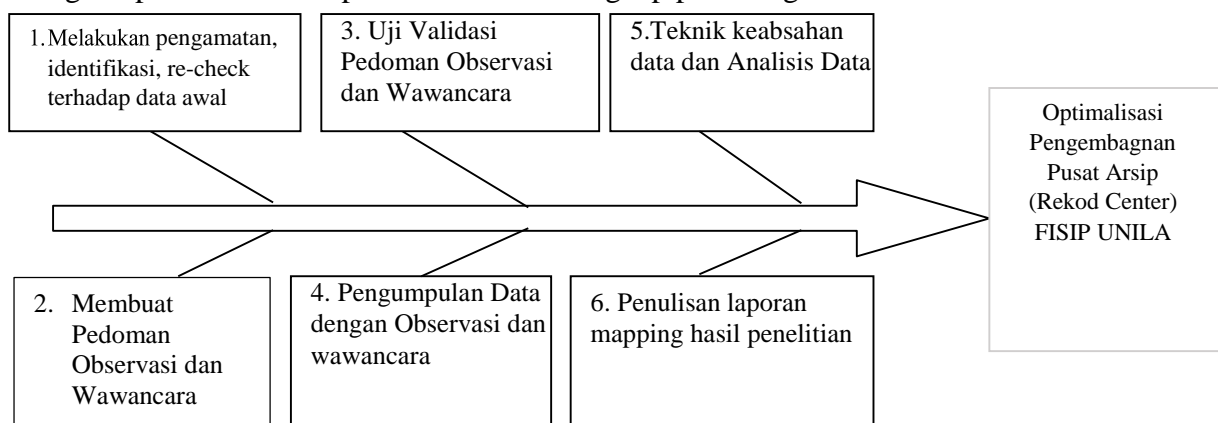 1.Melakukan pengamatan,
identifikasi, re-check
terhadap data awal
3. Uji Validasi
Pedoman Observasi
dan Wawancara
5.Teknik keabsahan
data dan Analisis Data
Optimalisasi
Pengembagnan
Pusat Arsip
(Rekod Center)
FISIP UNILA
2. Membuat
Pedoman
Observasi dan
Wawancara
4. Pengumpulan Data
dengan Observasi dan
wawancara
6. Penulisan laporan
mapping hasil penelitian